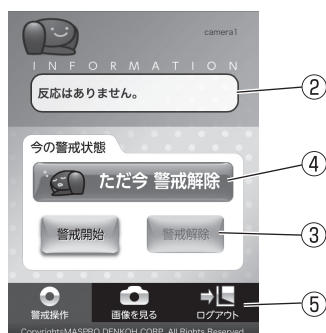 camera1
INFORMATION
反応はありません。
②
今の警戒状態
ただ今 警戒解除
④
警戒開始
警戒解除
③
警戒操作
画像を見る
ログアウト
⑤
CopyrightsMASPRO DENKOH CORP. All Rights Reserved